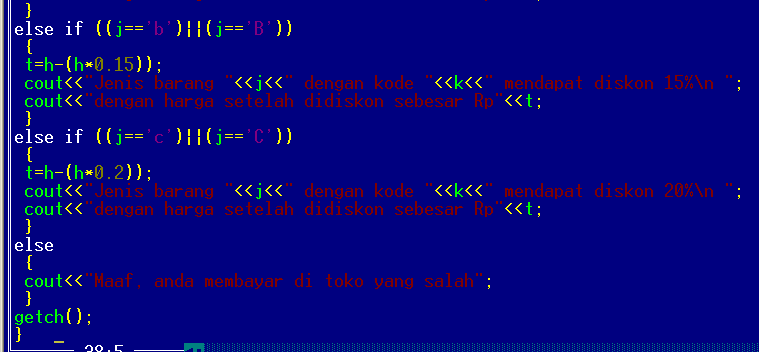 }
else if ((j=='b')||(j=='B'))
{
t=h-(h*0.15));
cout<<"Jenis barang "<<j<<" dengan kode "<<k<<" mendapat diskon 15%\n ";
cout<<"dengan harga setelah didiskon sebesar Rp"<<t;
}
else if ((j=='c')||(j=='C'))
{
t=h-(h*0.2));
cout<<"Jenis barang "<<j<<" dengan kode "<<k<<" mendapat diskon 20%\n ";
cout<<"dengan harga setelah didiskon sebesar Rp"<<t;
}
else
{
cout<<"Maaf, anda membayar di toko yang salah";
}
getch();
}
38:5